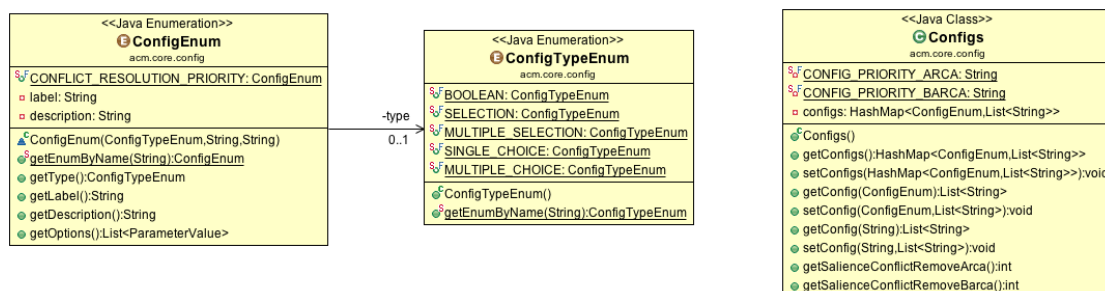 <<Java Enumeration>>
ConfigEnum
acm.core.config
CONFLICT_RESOLUTION_PRIORITY: ConfigEnum
label: String
description: String
ConfigEnum(ConfigTypeEnum,String,String)
getEnumByName(String):ConfigEnum
getType():ConfigTypeEnum
getLabel():String
getDescription():String
getOptions():List<ParameterValue>
-type
0..1
<<Java Enumeration>>
ConfigTypeEnum
acm.core.config
BOOLEAN: ConfigTypeEnum
SELECTION: ConfigTypeEnum
MULTIPLE_SELECTION: ConfigTypeEnum
SINGLE_CHOICE: ConfigTypeEnum
MULTIPLE_CHOICE: ConfigTypeEnum
ConfigTypeEnum()
getEnumByName(String):ConfigTypeEnum
<<Java Class>>
Configs
acm.core.config
CONFIG_PRIORITY_ARCA: String
CONFIG_PRIORITY_BARCA: String
configs: HashMap<ConfigEnum,List<String>>
Configs()
getConfigs():HashMap<ConfigEnum,List<String>>
setConfigs(HashMap<ConfigEnum,List<String>>):void
getConfig(ConfigEnum):List<String>
setConfig(ConfigEnum,List<String>):void
getConfig(String):List<String>
setConfig(String,List<String>):void
getSalienceConflictRemoveArca():int
getSalienceConflictRemoveBarca():int